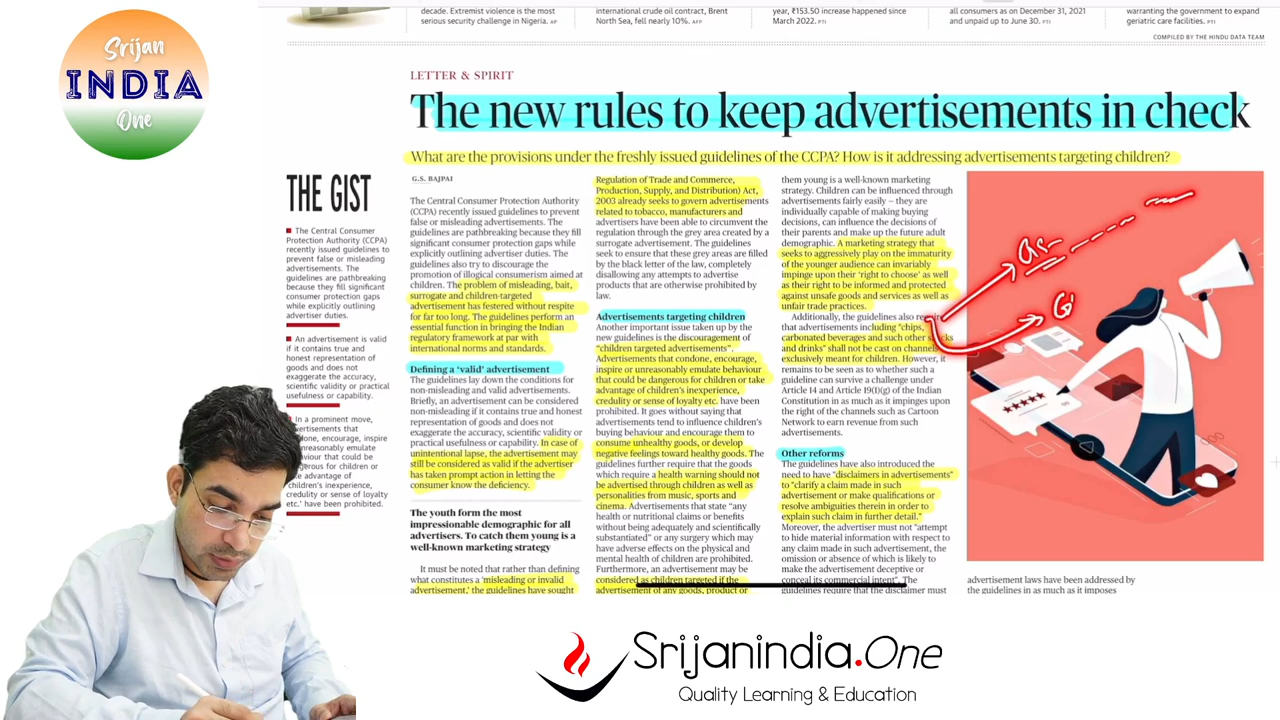 Srijan
INDIA
One
decade. Extremist violence is the most
serious security challenge in Nigeria. AP
international crude oil contract, Brent
North Sea, fell nearly 10%. AFP
year, ₹153.50 increase happened since
March 2022. PTI
all consumers as on December 31, 2021
and unpaid up to June 30. PTI
warranting the government to expand
geriatric care facilities. PTI
COMPILED BY THE HINDU DATA TEAM
LETTER & SPIRIT
The new rules to keep advertisements in check
What are the provisions under the freshly issued guidelines of the CCPA? How is it addressing advertisements targeting children?
THE GIST
The Central Consumer
Protection Authority (CCPA)
recently issued guidelines to
prevent false or misleading
advertisements. The
guidelines are pathbreaking
because they fill significant
consumer protection gaps
while explicitly outlining
advertiser duties.
An advertisement is valid
if it contains true and
honest representation of
goods and does not
exaggerate the accuracy,
scientific validity or practical
usefulness or capability.
In a prominent move,
encourage, inspire
emulate
could be
for children or
advantage of
children's inexperience,
credulity or sense of loyalty
etc.' have been prohibited.
G.S. BAJPAI
The Central Consumer Protection Authority
(CCPA) recently issued guidelines to prevent
false or misleading advertisements. The
guidelines are pathbreaking because they fill
significant consumer protection gaps while
explicitly outlining advertiser duties. The
guidelines also try to discourage the
promotion of illogical consumerism aimed at
children. The problem of misleading, bait,
surrogate and children-targeted
advertisement has festered without respite
for far too long. The guidelines perform an
essential function in bringing the Indian
regulatory framework at par with
international norms and standards.
Defining a ‘valid’ advertisement
The guidelines lay down the conditions for
non-misleading and valid advertisements.
Briefly, an advertisement can be considered
non-misleading if it contains true and honest
representation of goods and does not
exaggerate the accuracy, scientific validity or
practical usefulness or capability. In case of
unintentional lapse, the advertisement may
still be considered as valid if the advertiser
has taken prompt action in letting the
consumer know the deficiency.
The youth form the most
impressionable demographic for all
advertisers. To catch them young is a
well-known marketing strategy
It must be noted that rather than defining
what constitutes a ‘misleading or invalid
advertisement,’ the guidelines have sought
Regulation of Trade and Commerce,
Production, Supply, and Distribution) Act,
2003 already seeks to govern advertisements
related to tobacco, manufacturers and
advertisers have been able to circumvent the
regulation through the grey area created by a
surrogate advertisement. The guidelines
seek to ensure that these grey areas are filled
by the black letter of the law, completely
disallowing any attempts to advertise
products that are otherwise prohibited by
law.
Advertisements targeting children
Another important issue taken up by the
new guidelines is the discouragement of
“children targeted advertisements”.
Advertisements that condone, encourage,
inspire or unreasonably emulate behaviour
that could be dangerous for children or take
advantage of children's inexperience,
credulity or sense of loyalty etc. have been
prohibited. It goes without saying that
advertisements tend to influence children's
buying behaviour and encourage them to
consume unhealthy goods, or develop
negative feelings toward healthy goods. The
guidelines further require that the goods
which require a health warning should not
be advertised through children as well as
personalities from music, sports and
cinema. Advertisements that state “any
health or nutritional claims or benefits
without being adequately and scientifically
substantiated” or any surgery which may
have adverse effects on the physical and
mental health of children are prohibited.
Furthermore, an advertisement may be
considered as children targeted if the
advertisement of any goods, product or
them young is a well-known marketing
strategy. Children can be influenced through
advertisements fairly easily – they are
individually capable of making buying
decisions, can influence the decisions of
their parents and make up the future adult
demographic. A marketing strategy that
seeks to aggressively play on the immaturity
of the younger audience can invariably
impinge upon their ‘right to choose’ as well
as their right to be informed and protected
against unsafe goods and services as well as
unfair trade practices.
Additionally, the guidelines also
that advertisements including “chips,
carbonated beverages and such other
and drinks” shall not be cast on
exclusively meant for children. However, it
remains to be seen as to whether such a
guideline can survive a challenge under
Article 14 and Article 19(1)(g) of the Indian
Constitution in as much as it impinges upon
the right of the channels such as Cartoon
Network to earn revenue from such
advertisements.
Other reforms
The guidelines have also introduced the
need to have “disclaimers in advertisements”
to “clarify a claim made in such
advertisement or make qualifications or
resolve ambiguities therein in order to
explain such claim in further detail.”
Moreover, the advertiser must not “attempt
to hide material information with respect to
any claim made in such advertisement, the
omission or absence of which is likely to
make the advertisement deceptive or
conceal its commercial intent”. The
guidelines require that the disclaimer must
advertisement laws have been addressed by
the guidelines in as much as it imposes
Srijanindia.One
Quality Learning & Education